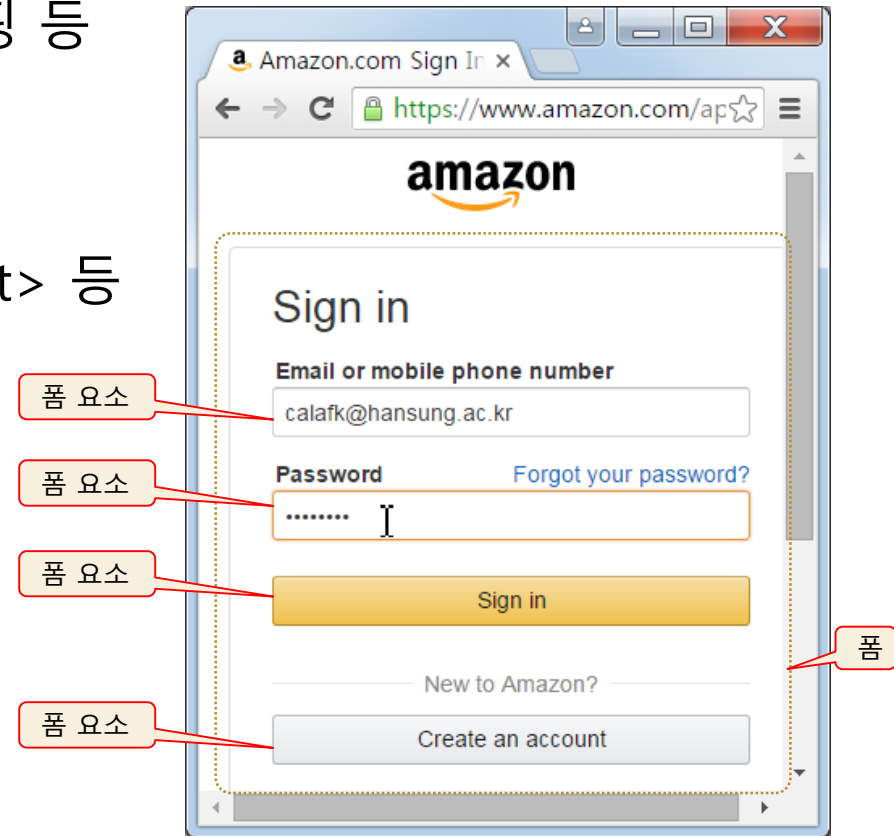 등
t> 등
Amazon.com Sign In
https://www.amazon.com/ap
amazon
Sign in
Email or mobile phone number
폼 요소
calafk@hansung.ac.kr
Password Forgot your password?
폼 요소
••••••••
폼 요소
Sign in
폼
New to Amazon?
폼 요소
Create an account